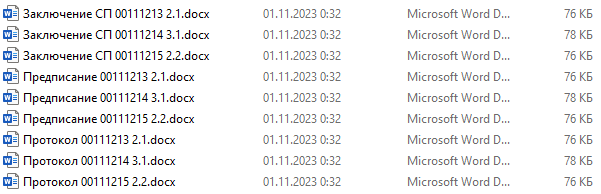 Заключение СП 00111213 2.1.docx 01.11.2023 0:32 Microsoft Word D... 76 КБ
Заключение СП 00111214 3.1.docx 01.11.2023 0:32 Microsoft Word D... 78 КБ
Заключение СП 00111215 2.2.docx 01.11.2023 0:32 Microsoft Word D... 76 КБ
Предписание 00111213 2.1.docx 01.11.2023 0:32 Microsoft Word D... 76 КБ
Предписание 00111214 3.1.docx 01.11.2023 0:32 Microsoft Word D... 78 КБ
Предписание 00111215 2.2.docx 01.11.2023 0:32 Microsoft Word D... 76 КБ
Протокол 00111213 2.1.docx 01.11.2023 0:32 Microsoft Word D... 76 КБ
Протокол 00111214 3.1.docx 01.11.2023 0:32 Microsoft Word D... 78 КБ
Протокол 00111215 2.2.docx 01.11.2023 0:32 Microsoft Word D... 76 КБ